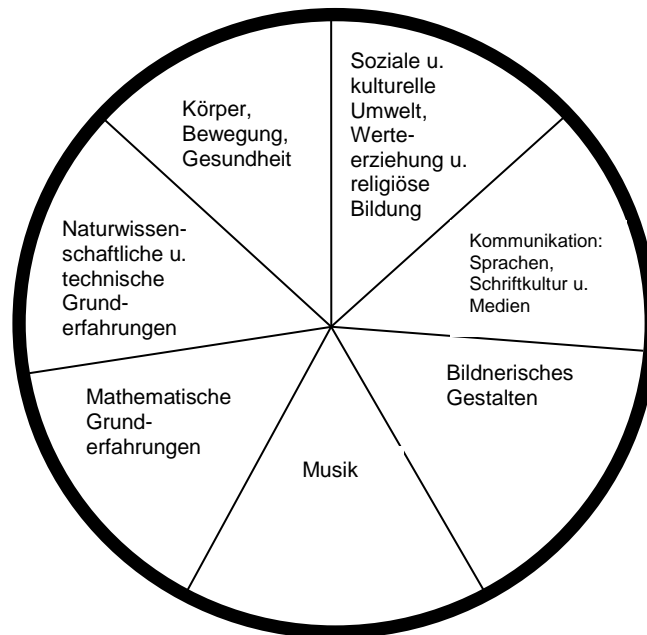 Soziale u.
kulturelle
Umwelt,
Werte-
erziehung u.
religiöse
Bildung
Kommunikation:
Sprachen,
Schriftkultur u.
Medien
Bildnerisches
Gestalten
Musik
Mathematische
Grund-
erfahrungen
Naturwissen-
schaftliche u.
technische
Grund-
erfahrungen
Körper,
Bewegung,
Gesundheit